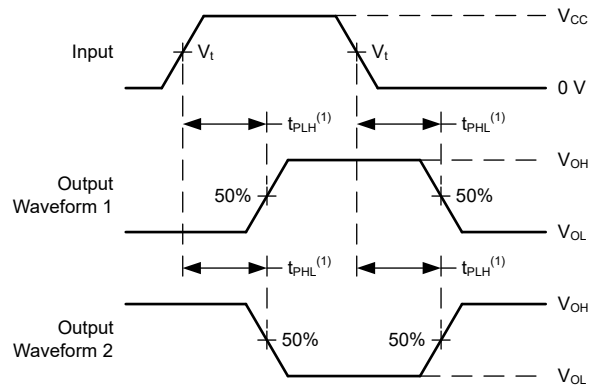 V_CC
Input V_t V_t
0 V
t_PLH^(1) t_PHL^(1)
V_OH
Output
Waveform 1
50% 50%
V_OL
t_PHL^(1) t_PLH^(1)
V_OH
Output
Waveform 2
50% 50%
V_OL